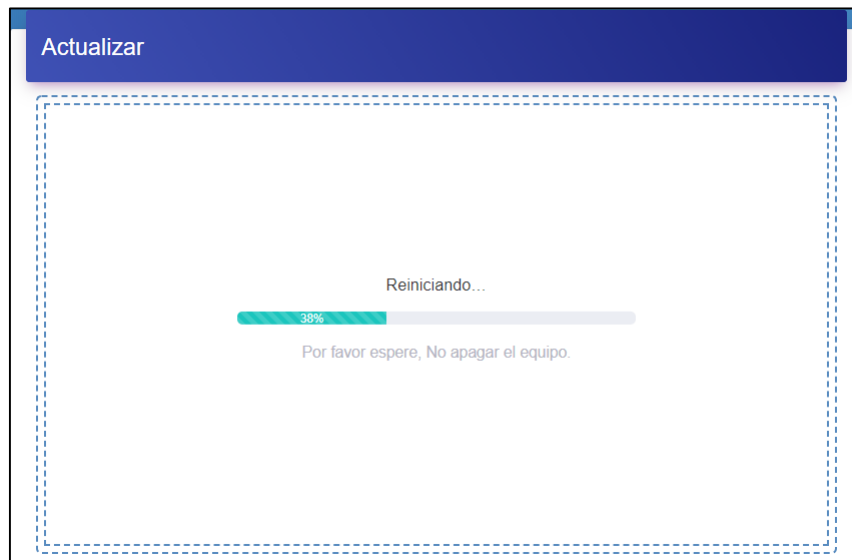 Actualizar
Reiniciando...
38%
Por favor espere, No apagar el equipo.